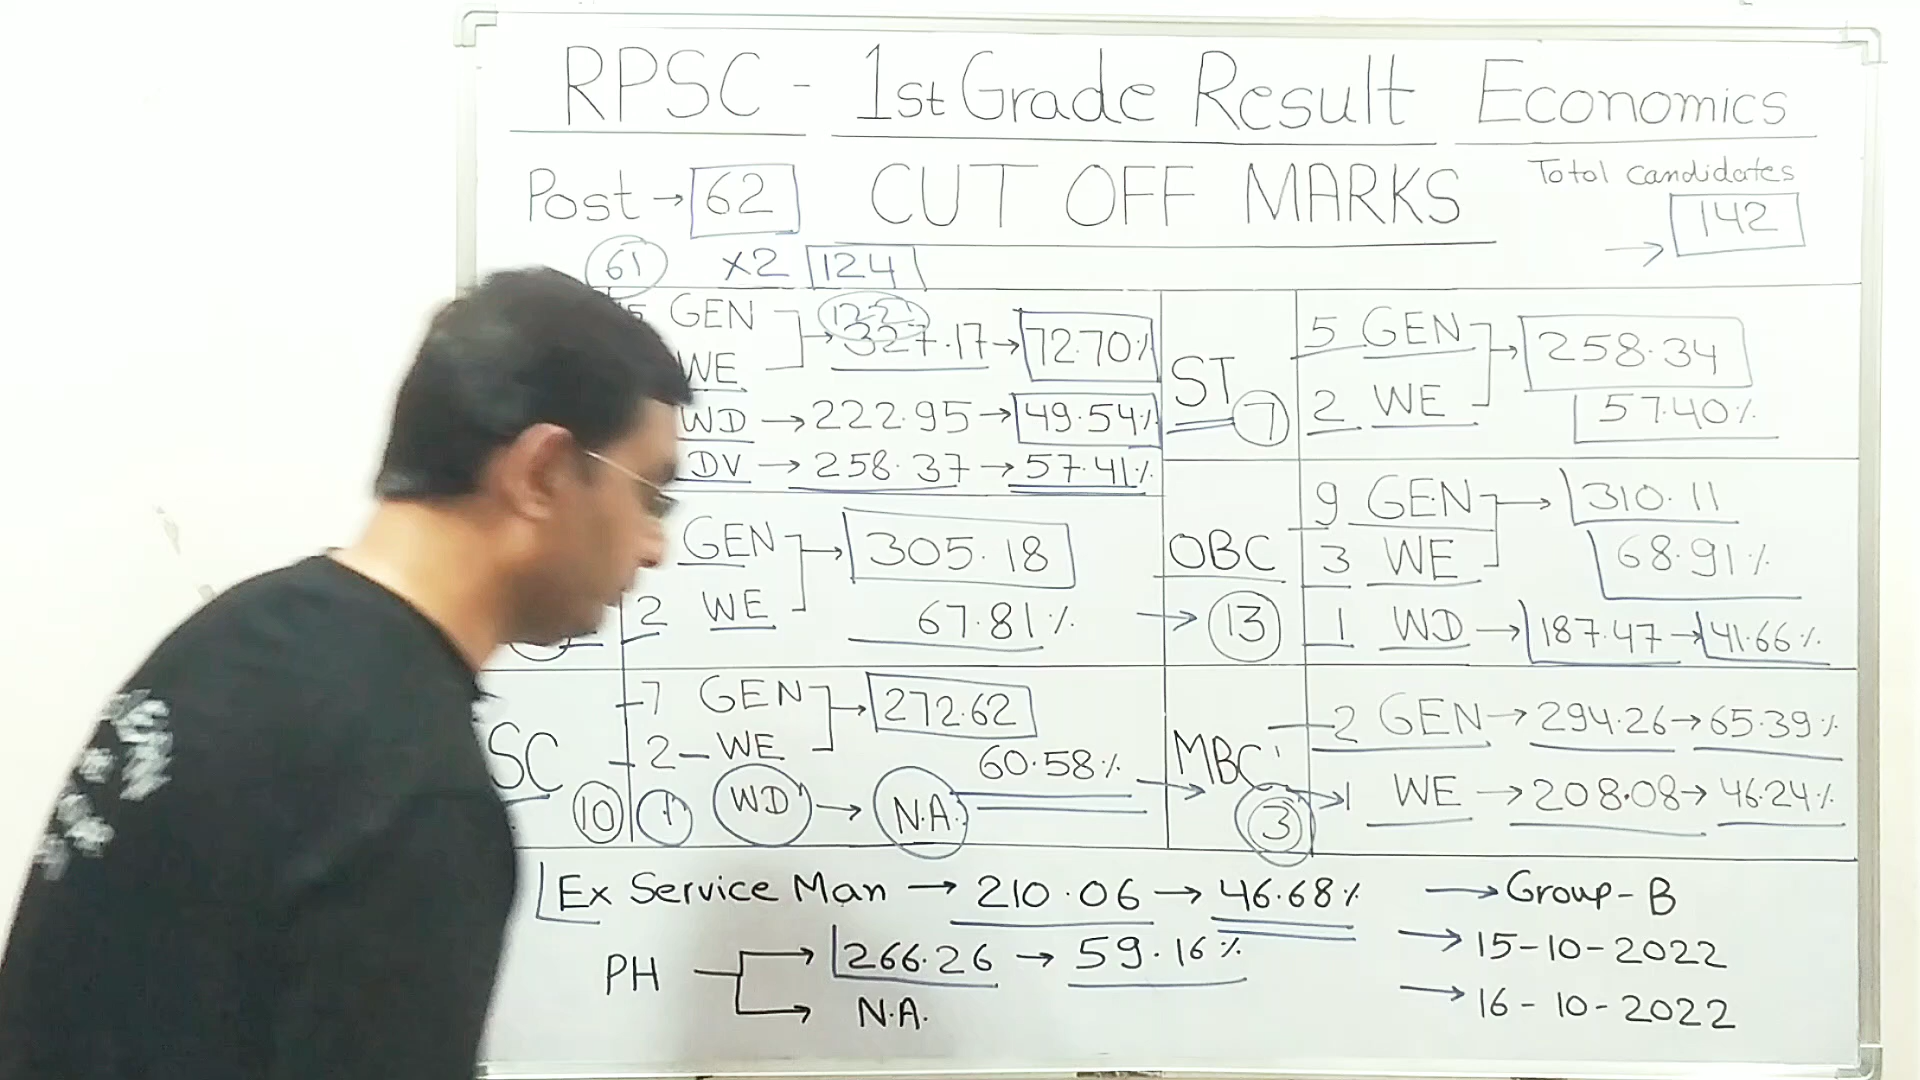 RPSC - 1st Grade Result Economics
Post → 62 CUT OFF MARKS
Total candidates
→ 142
61 ×2 124
GEN
WE
327.17 → 72.70%
WD → 222.95 → 49.54%
DV → 258.37 → 57.41%
ST 7
5 GEN
2 WE
→ 258.34
57.40%
GEN
2 WE
→ 305.18
67.81%
→ OBC 13
9 GEN
3 WE
→ 310.11
68.91%
1 WD → 187.47 → 41.66%
SC 10
7 GEN
2 - WE
→ 272.62
60.58%
1 WD → N.A.
→ MBC 3
2 GEN → 294.26 → 65.39%
1 WE → 208.08 → 46.24%
Ex Service Man → 210.06 → 46.68%
PH → 266.26 → 59.16%
→ N.A.
→ Group - B
→ 15-10-2022
→ 16-10-2022